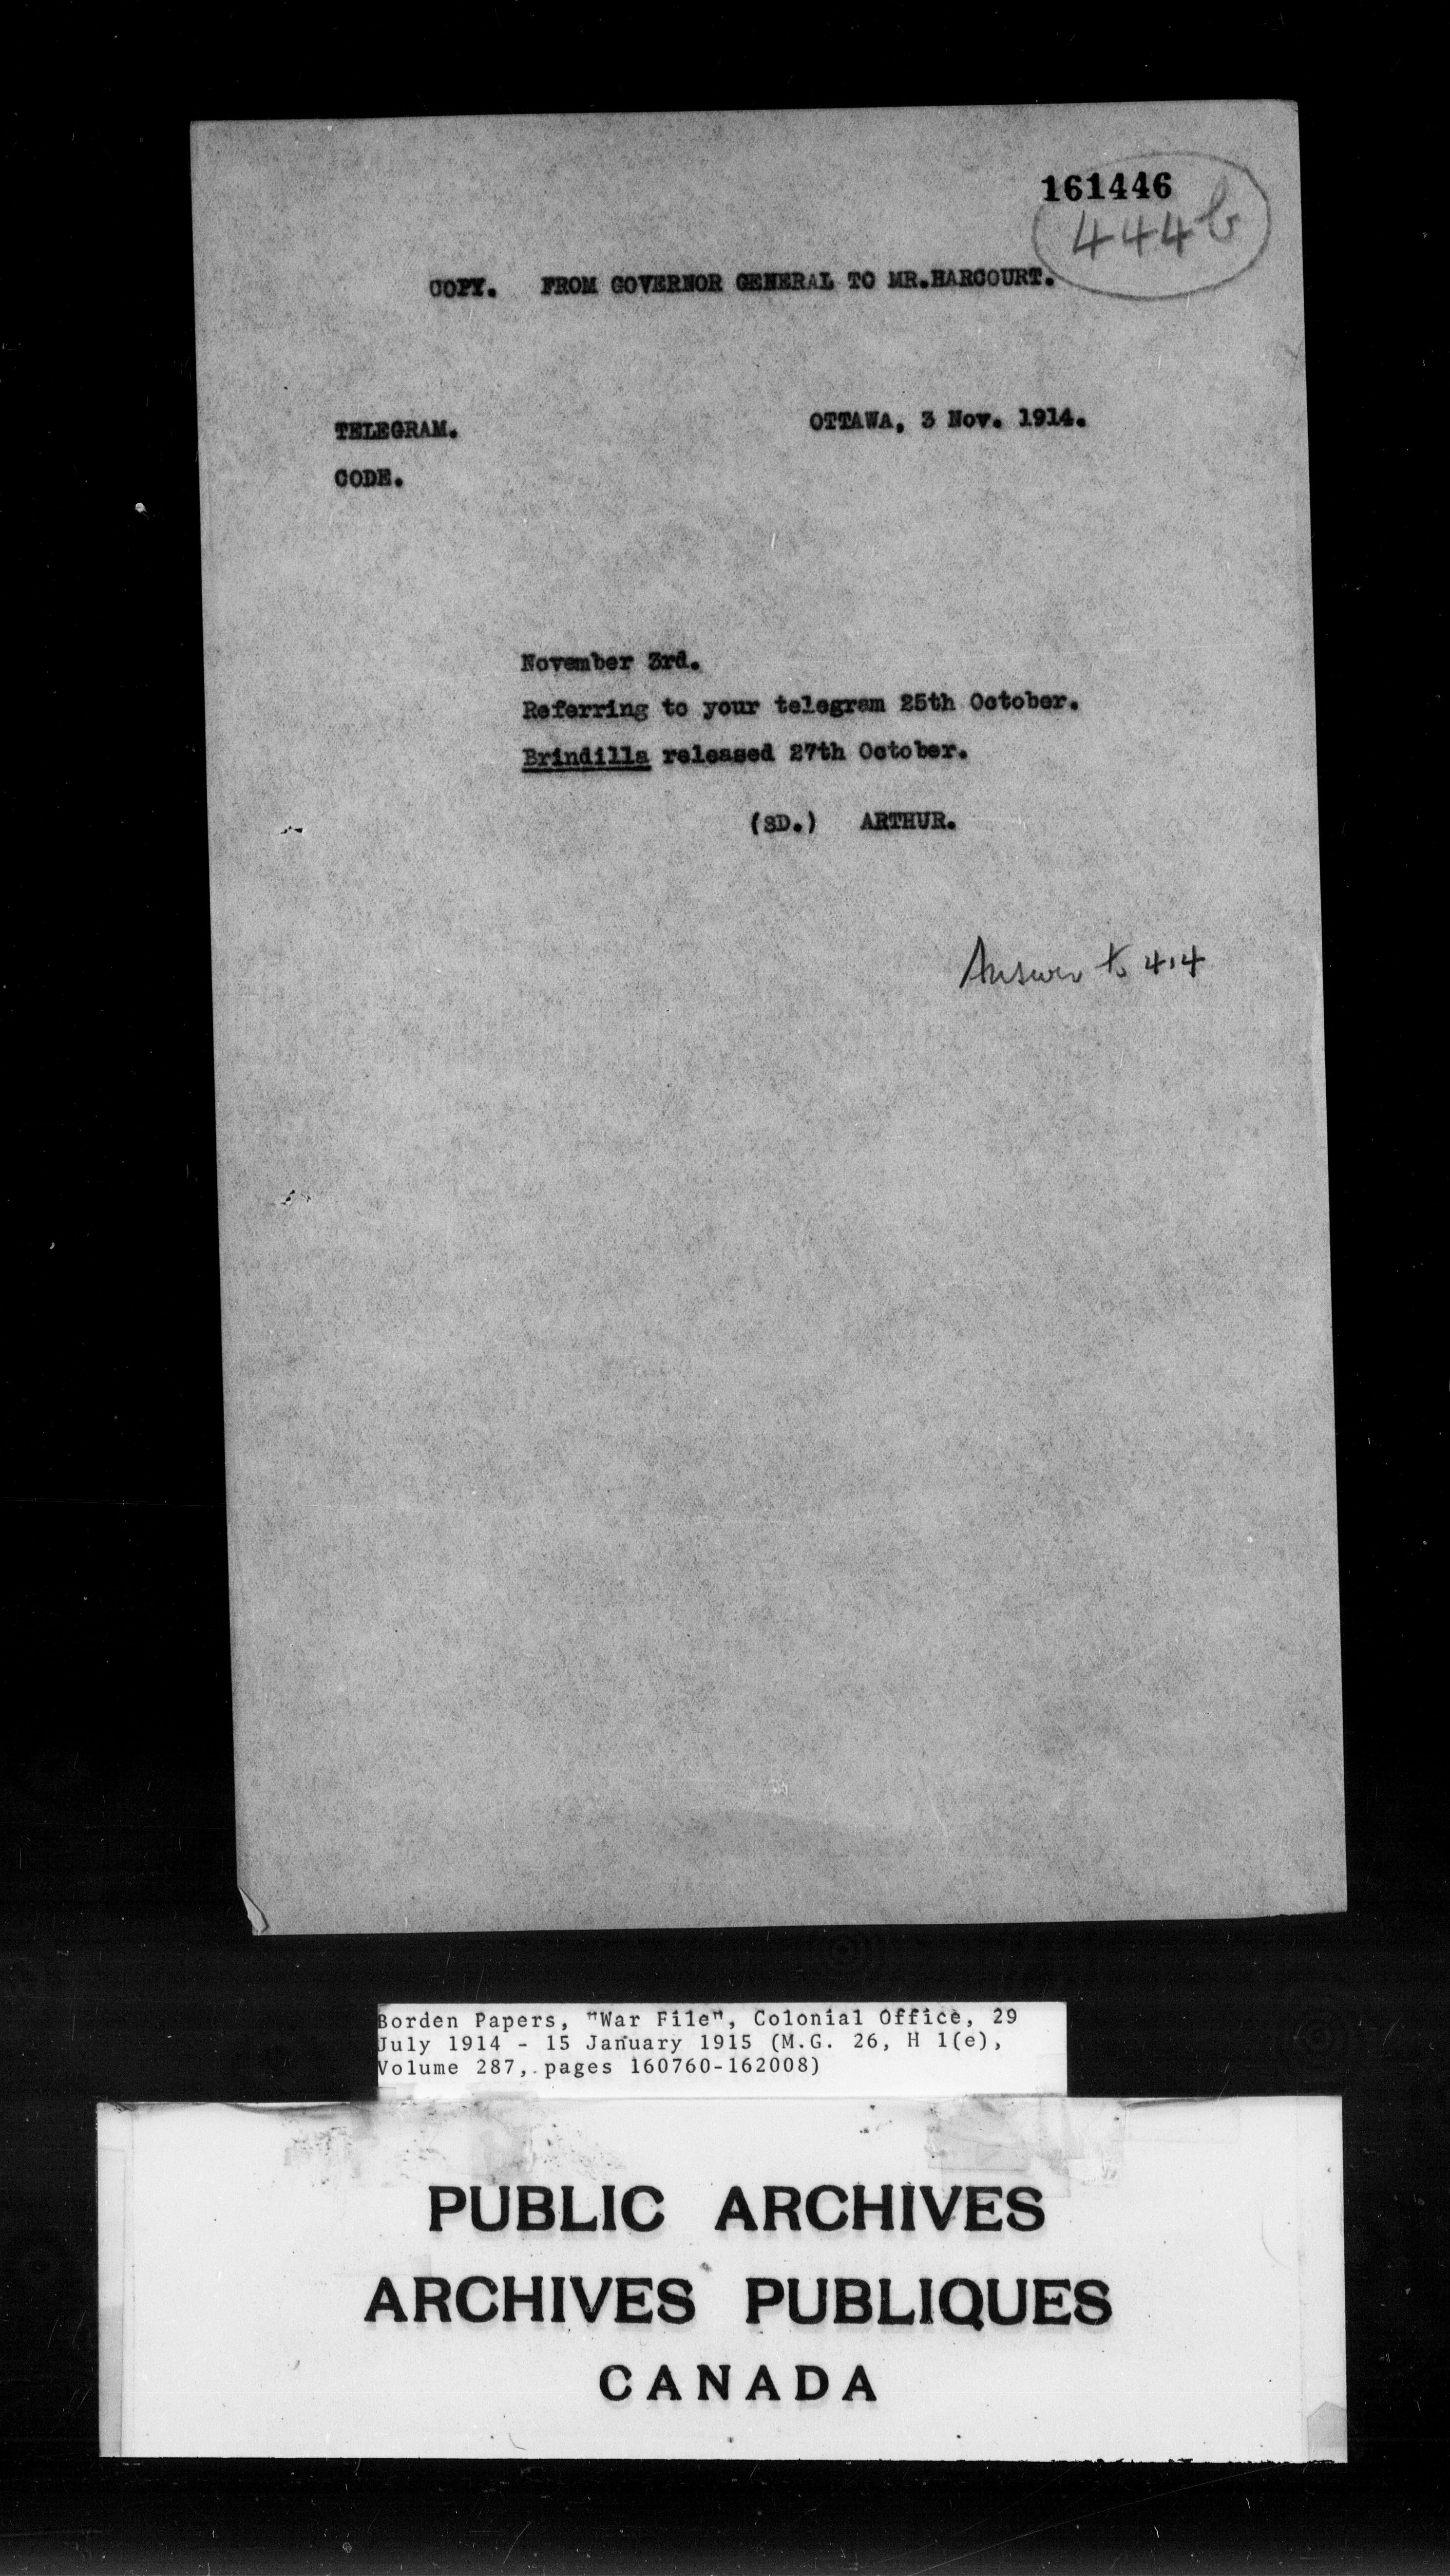 161446
444b
COPY. FROM GOVERNOR GENERAL TO MR.HARCOURT.
TELEGRAM. OTTAWA, 3 Nov. 1914.
CODE.
November 3rd.
Referring to your telegram 25th October.
Brindilla released 27th October.
(SD.) ARTHUR.
Answer to 414
Borden Papers, "War File", Colonial Office, 29
July 1914 - 15 January 1915 (M.G. 26, H 1(e),
Volume 287, pages 160760-162008)
PUBLIC ARCHIVES
ARCHIVES PUBLIQUES
CANADA